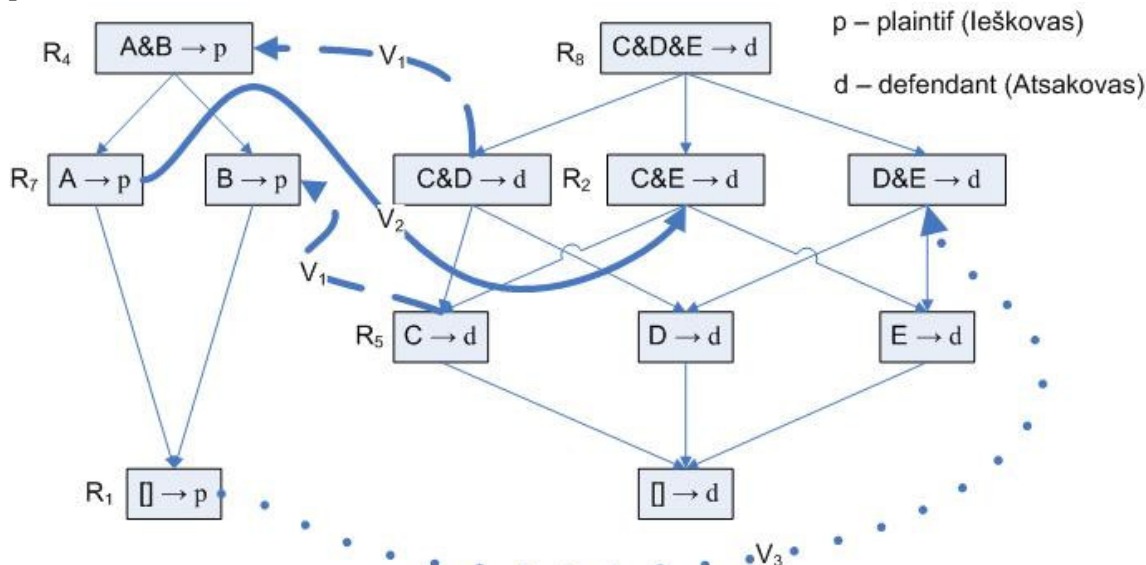 p – plaintif (Ieškovas)
R4 A&B → p V1 R8 C&D&E → d
d – defendant (Atsakovas)
R7 A → p B → p C&D → d R2 C&E → d D&E → d
V2
V1
R5 C → d D → d E → d
R1 [] → p [] → d
V3